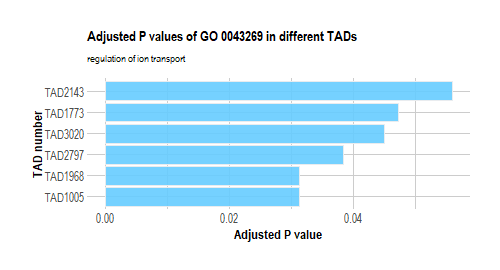 Adjusted P values of GO 0043269 in different TADs
regulation of ion transport
TAD number
TAD2143
TAD1773
TAD3020
TAD2797
TAD1968
TAD1005
0.00 0.02 0.04
Adjusted P value